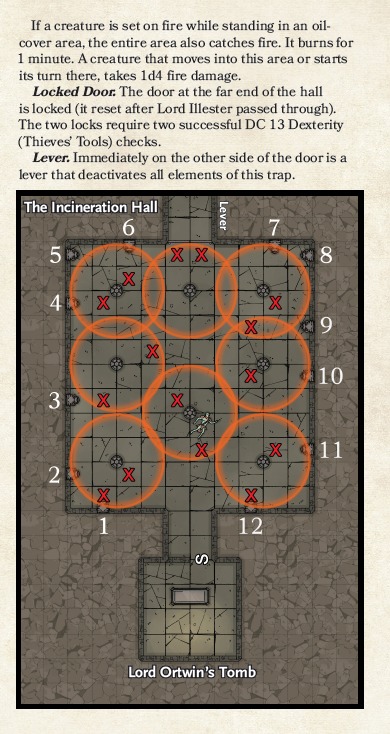 If a creature is set on fire while standing in an oil-
cover area, the entire area also catches fire. It burns for
1 minute. A creature that moves into this area or starts
its turn there, takes 1d4 fire damage.
Locked Door. The door at the far end of the hall
is locked (it reset after Lord Illester passed through).
The two locks require two successful DC 13 Dexterity
(Thieves' Tools) checks.
Lever. Immediately on the other side of the door is a
lever that deactivates all elements of this trap.
The Incineration Hall
Lever
6
7
5
X X
8
X
4
X
X
9
X
X
10
X
3
X
X
11
X
X
2
X
X
X
1
12
S
Lord Ortwin's Tomb